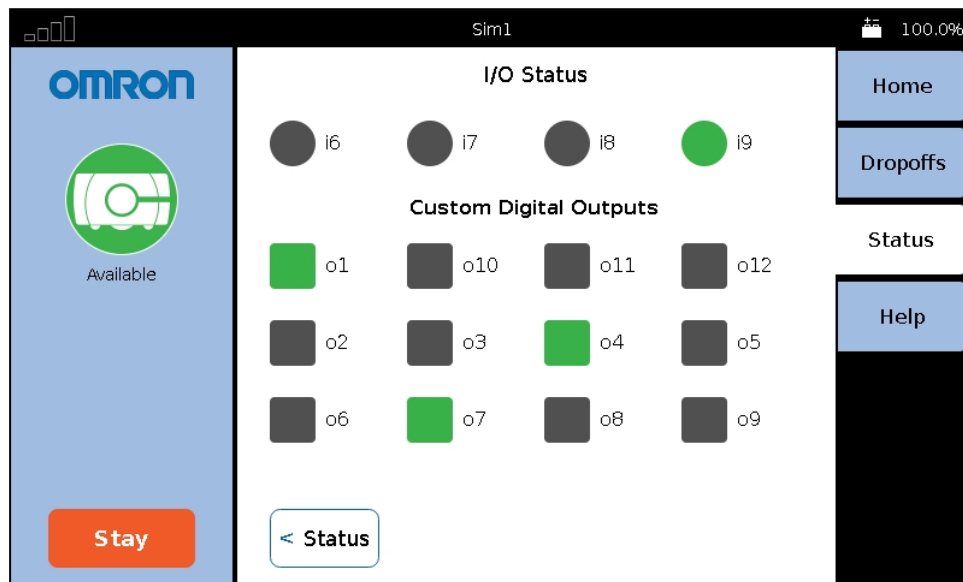 Sim1
100.0%
OMRON
Available
Stay
I/O Status
i6 i7 i8 i9
Custom Digital Outputs
o1 o10 o11 o12
o2 o3 o4 o5
o6 o7 o8 o9
< Status
Home
Dropoffs
Status
Help